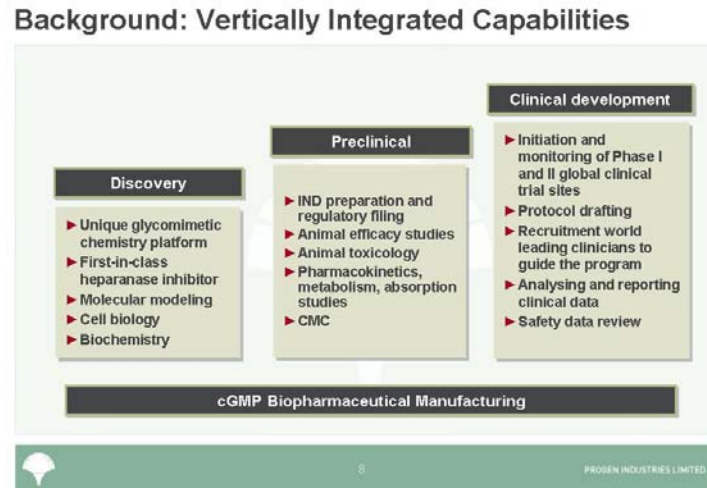 Background: Vertically Integrated Capabilities
Discovery
►Unique glycomimetic
chemistry platform
►First-in-class
heparanase inhibitor
►Molecular modeling
►Cell biology
►Biochemistry
Preclinical
►IND preparation and
regulatory filing
►Animal efficacy studies
►Animal toxicology
►Pharmacokinetics,
metabolism, absorption
studies
►CMC
Clinical development
►Initiation and
monitoring of Phase I
and II global clinical
trial sites
►Protocol drafting
►Recruitment world
leading clinicians to
guide the program
►Analysing and reporting
clinical data
►Safety data review
cGMP Biopharmaceutical Manufacturing
8
PROGEN INDUSTRIES LIMITED